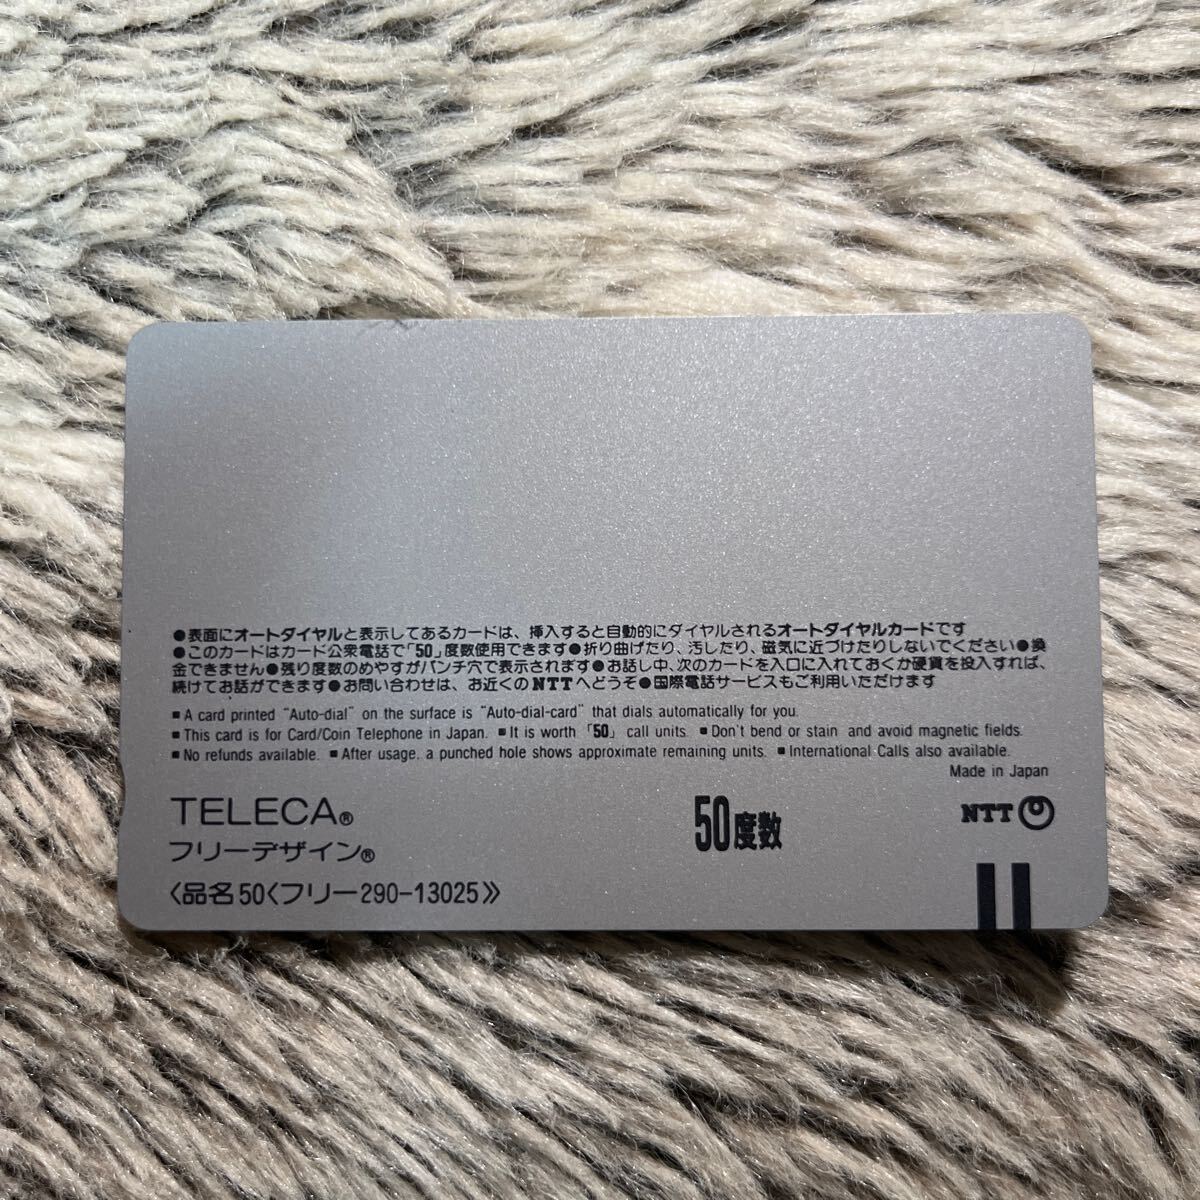 ●表面にオートダイヤルと表示してあるカードは、挿入すると自動的にダイヤルされるオートダイヤルカードです
●このカードはカード公衆電話で「50」度数使用できます●折り曲げたり、汚したり、磁気に近づけたりしないでください●換
金できません●残り度数のめやすがパンチ穴で表示されます●お話し中、次のカードを入口に入れておくか硬貨を投入すれば、
続けてお話ができます●お問い合わせは、お近くのNTTへどうぞ●国際電話サービスもご利用いただけます
■A card printed “Auto-dial” on the surface is “Auto-dial-card” that dials automatically for you.
■This card is for Card/Coin Telephone in Japan. ■It is worth「50」call units. ■Don't bend or stain and avoid magnetic fields.
■No refunds available. ■After usage, a punched hole shows approximate remaining units. ■International Calls also available.
Made in Japan
TELECA®
50度数
NTT
フリーデザイン®
〈品名50〈フリー290-13025》